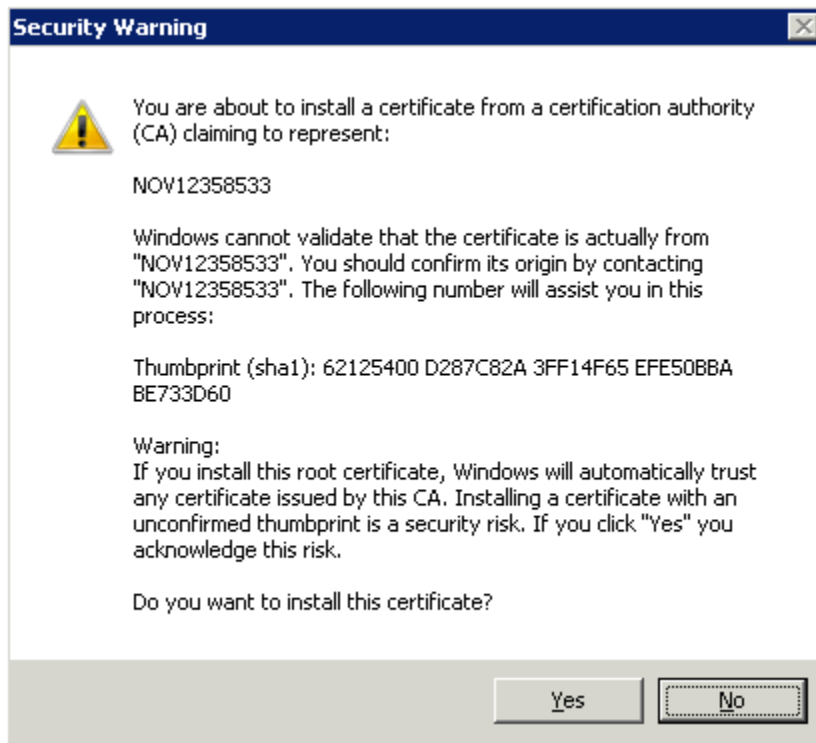 Security Warning
You are about to install a certificate from a certification authority
(CA) claiming to represent:
NOV12358533
Windows cannot validate that the certificate is actually from
"NOV12358533". You should confirm its origin by contacting
"NOV12358533". The following number will assist you in this
process:
Thumbprint (sha1): 62125400 D287C82A 3FF14F65 EFE50BBA
BE733D60
Warning:
If you install this root certificate, Windows will automatically trust
any certificate issued by this CA. Installing a certificate with an
unconfirmed thumbprint is a security risk. If you click "Yes" you
acknowledge this risk.
Do you want to install this certificate?
Yes No